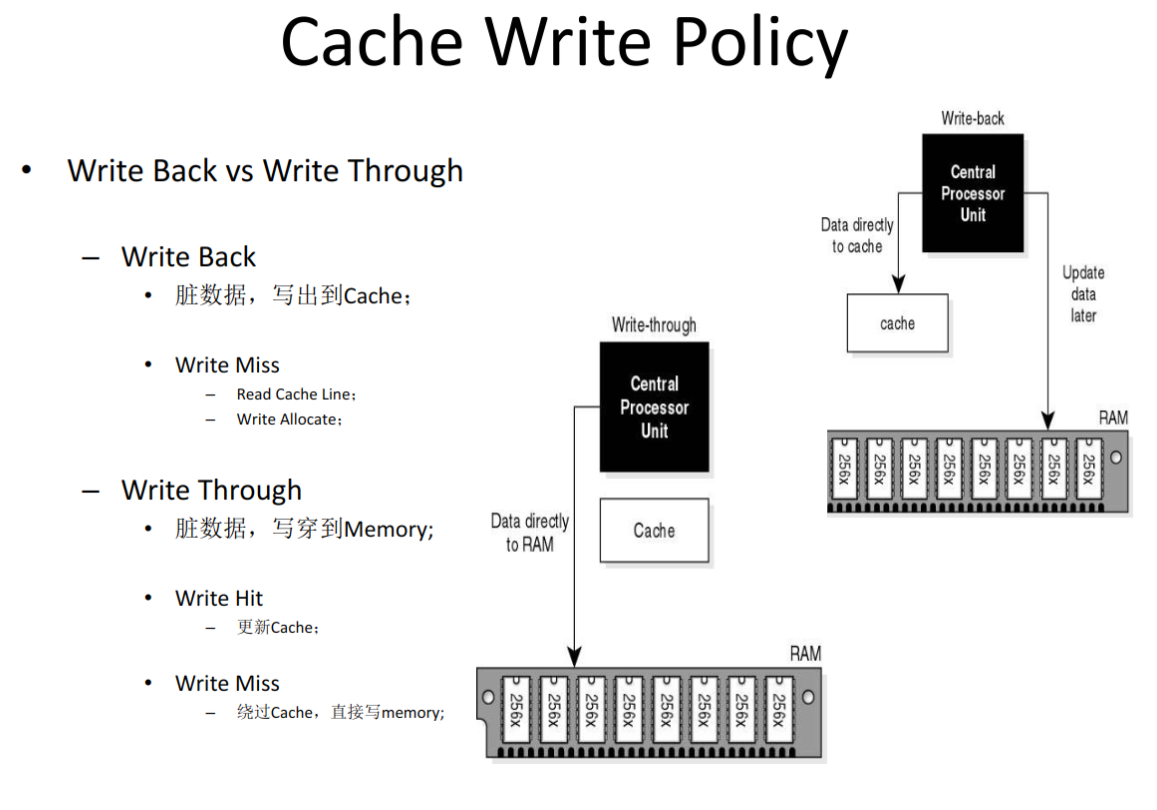 Cache Write Policy
• Write Back vs Write Through
– Write Back
• 脏数据，写出到Cache；
• Write Miss
– Read Cache Line；
– Write Allocate；
– Write Through
• 脏数据，写穿到Memory;
• Write Hit
– 更新Cache；
• Write Miss
– 绕过Cache，直接写memory;
Write-through
Central
Processor
Unit
Data directly
to RAM
Cache
RAM
256x 256x 256x 256x 256x 256x 256x 256x
Write-back
Central
Processor
Unit
Data directly
to cache
Update
data
later
cache
RAM
256x 256x 256x 256x 256x 256x 256x 256x